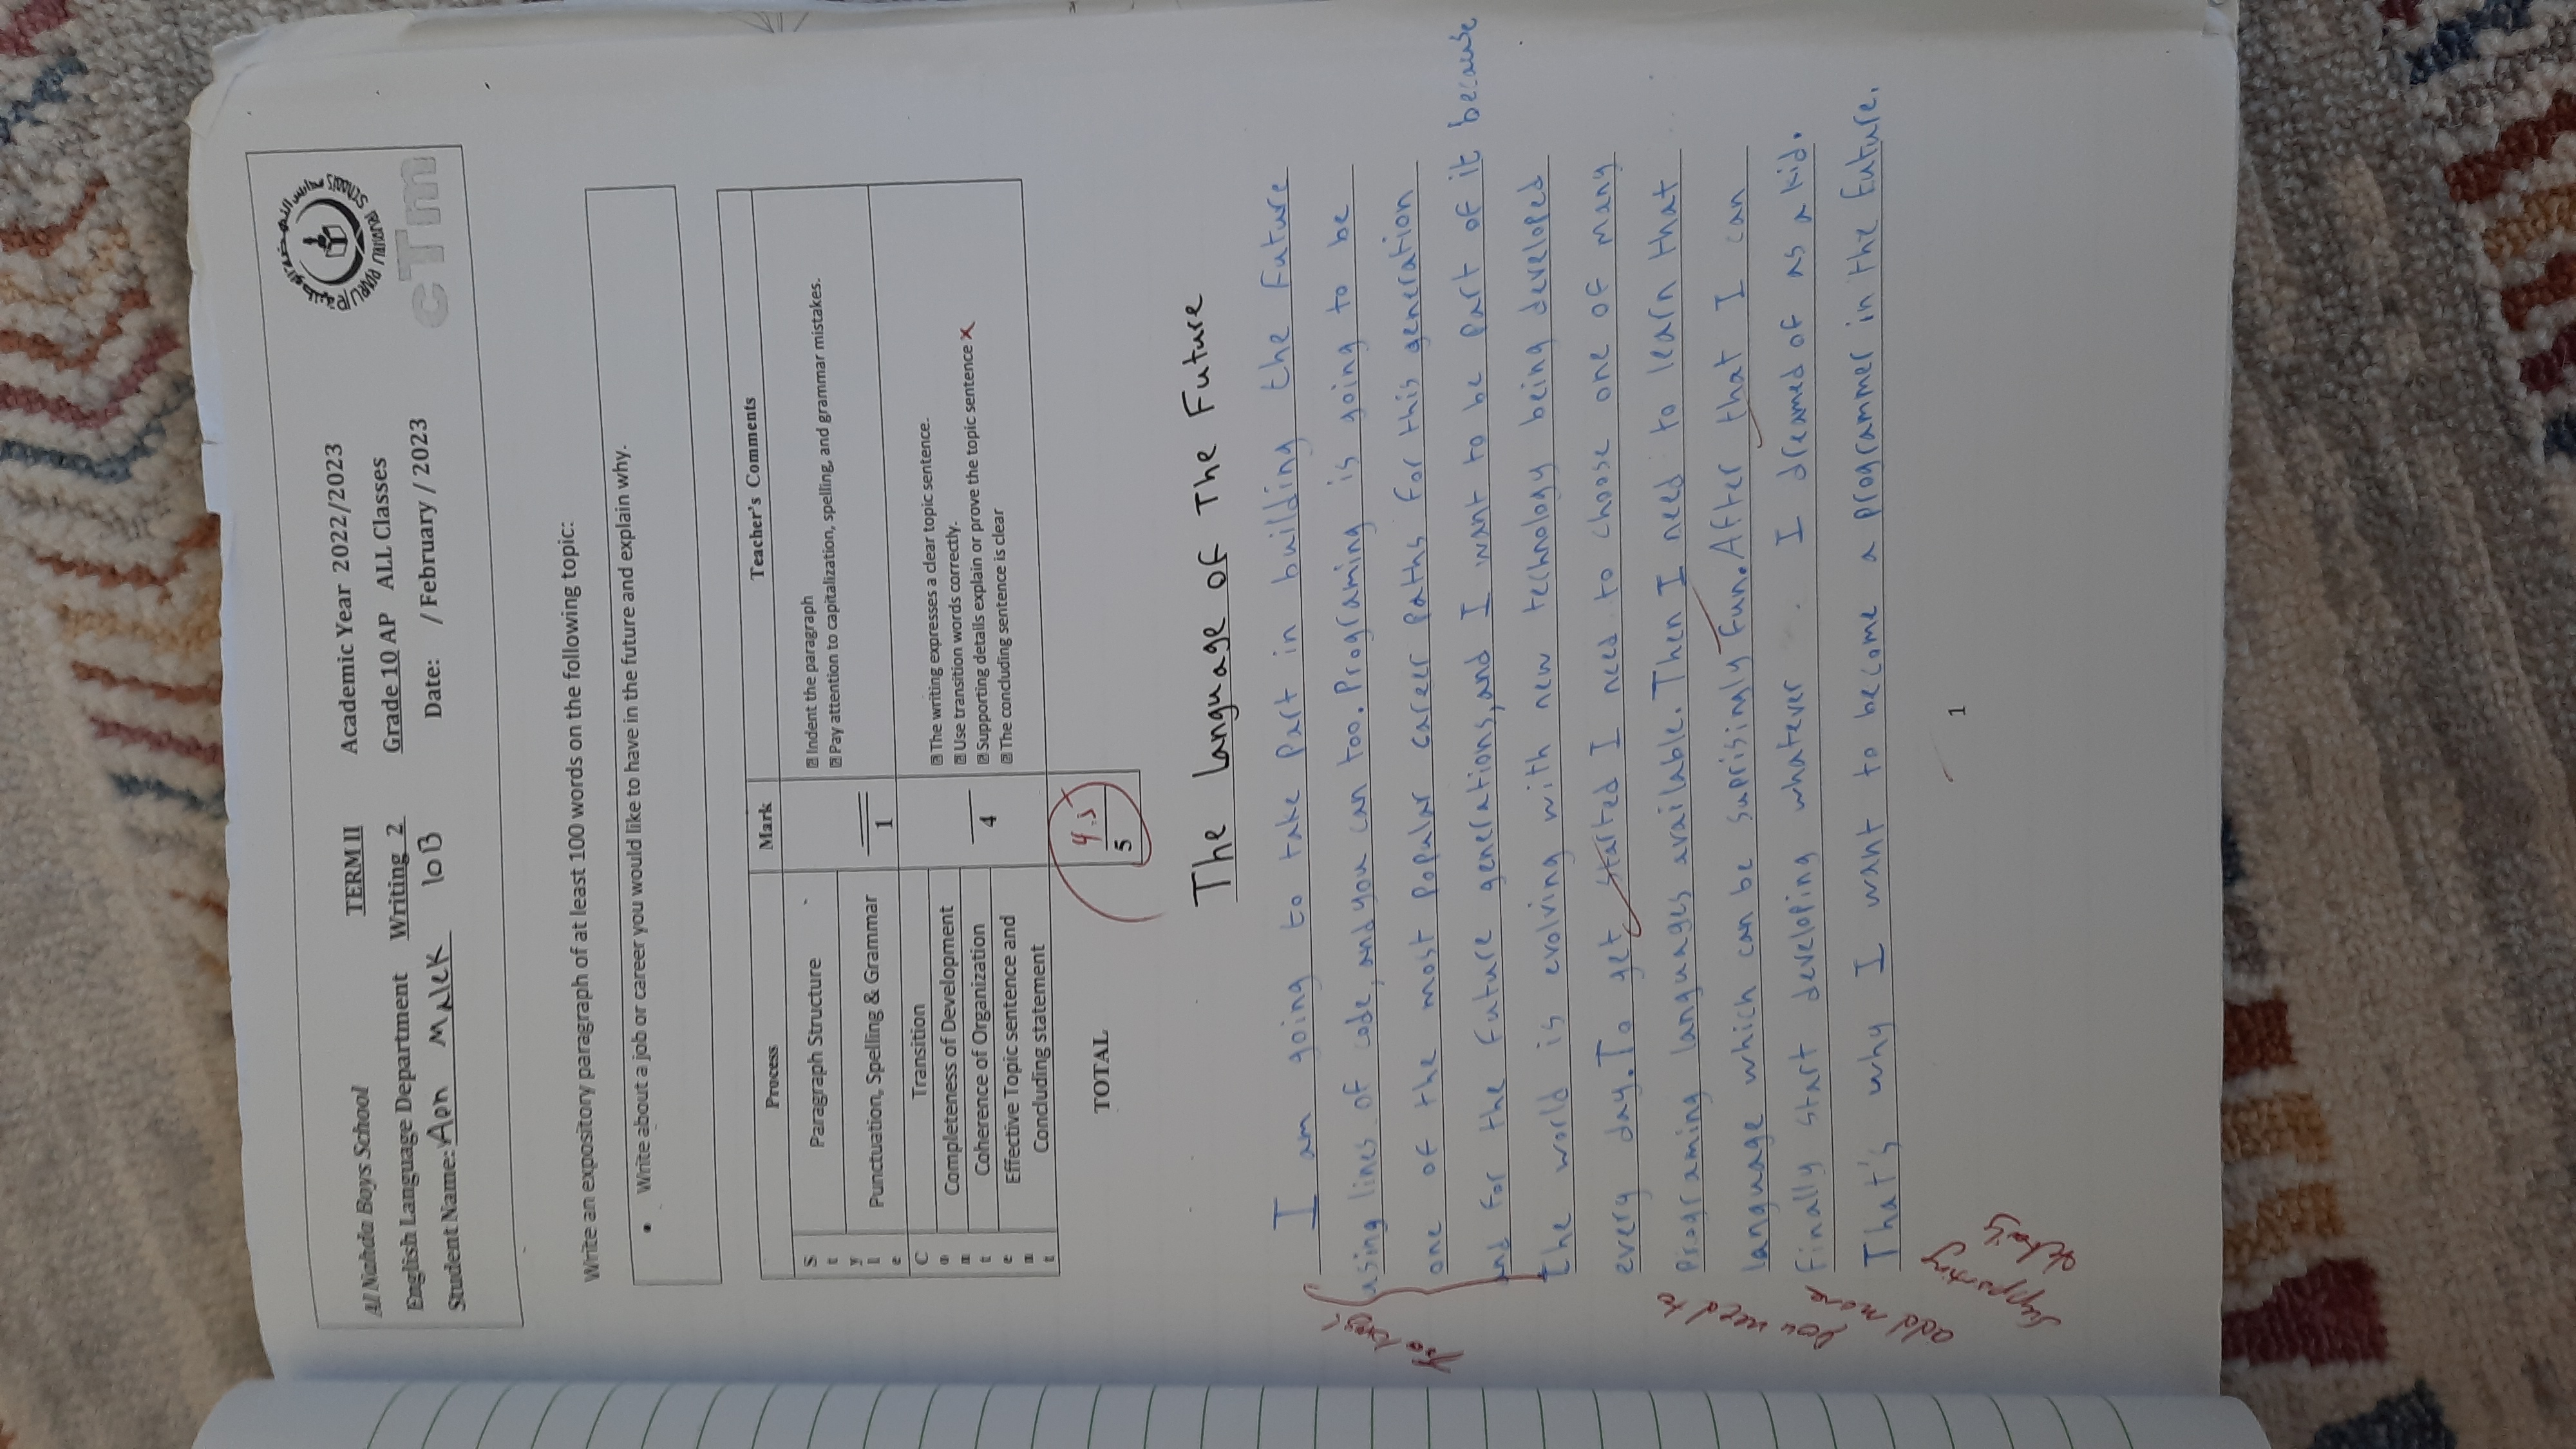 Al Nahda Boys School TERM II Academic Year 2022/2023
English Language Department Writing 2 Grade 10 AP ALL Classes
Student Name: Aon Malek 10B Date: / February / 2023
مدارس النهضة الوطنية
Al Nahda National Schools
cTm
Write an expository paragraph of at least 100 words on the following topic:
• Write about a job or career you would like to have in the future and explain why.
Process Mark Teacher's Comments
Style
Paragraph Structure
Punctuation, Spelling & Grammar
1
Indent the paragraph
Pay attention to capitalization, spelling, and grammar mistakes.
Content
Transition
Completeness of Development
Coherence of Organization
Effective Topic sentence and
Concluding statement
4
The writing expresses a clear topic sentence.
Use transition words correctly.
Supporting details explain or prove the topic sentence X
The concluding sentence is clear
TOTAL
4.5
5
The language of The Future
I am going to take part in building the future
using lines of code, and you can too. Programing is going to be
one of the most popular career paths for this generation
and for the future generations, and I want to be part of it because
the world is evolving with new technology being developed
every day. To get started I need to choose one of many
programing languages available. Then I need to learn that
language which can be suprisingly fun. After that I can
finally start developing whatever I dreamed of as a kid.
That's why I want to become a programmer in the future.
Too long!
You need to
add more
supporting
details
1